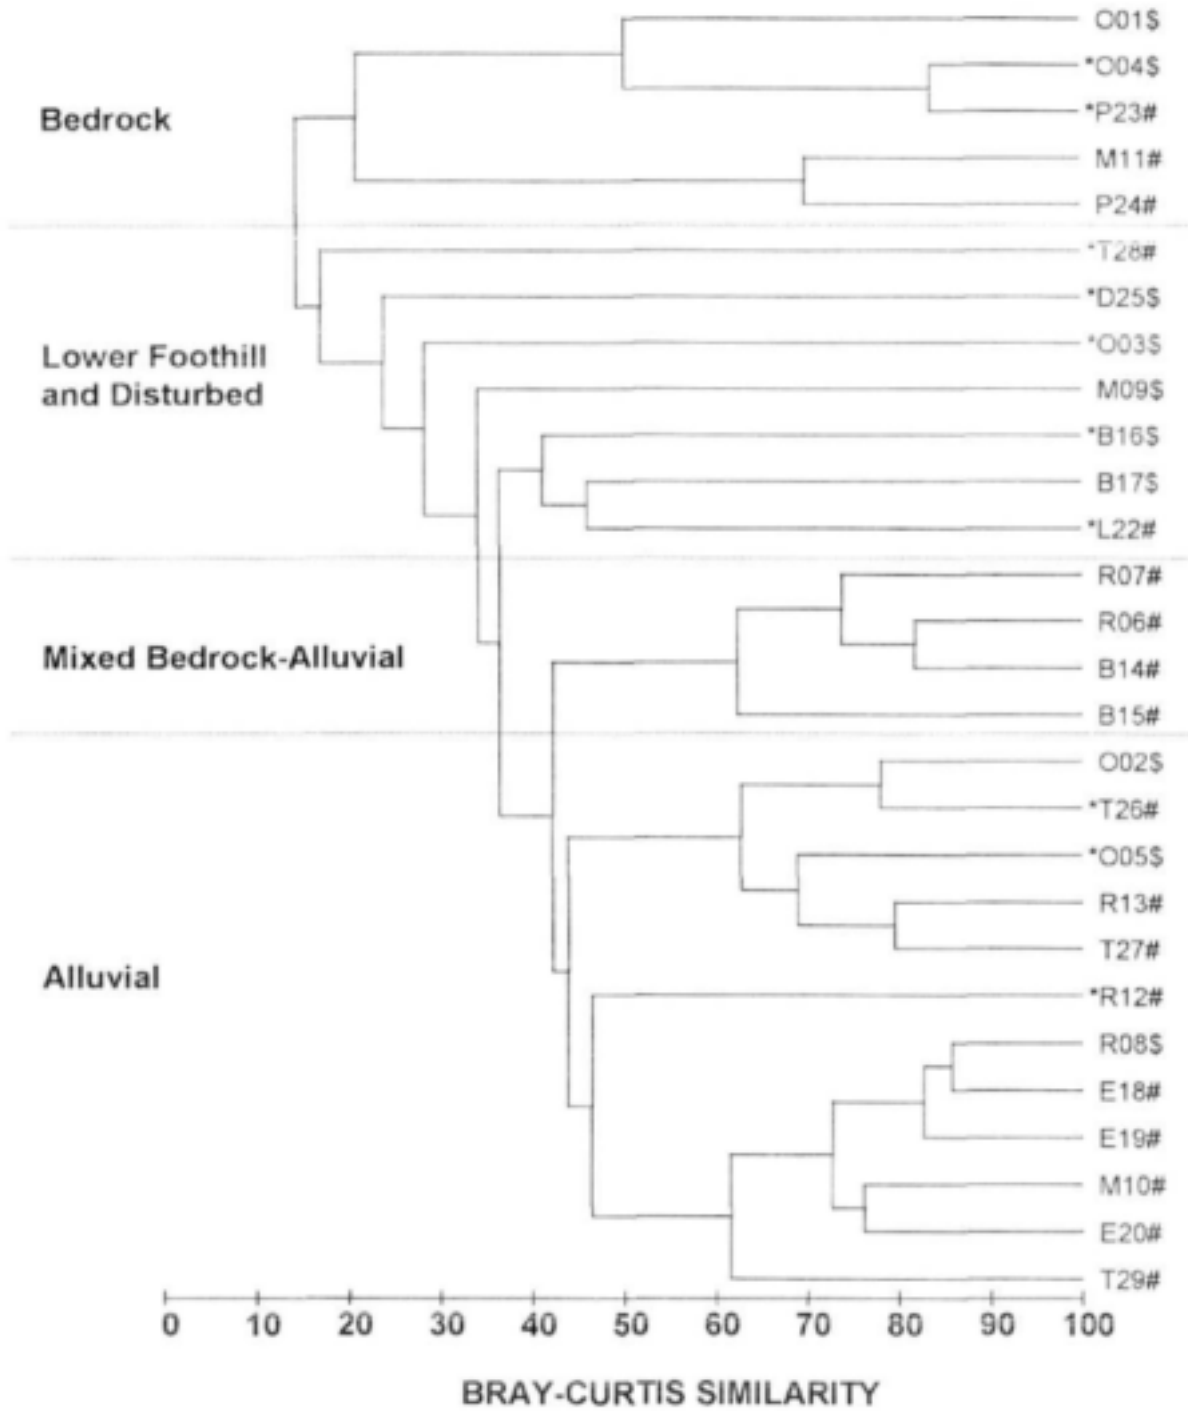 O01$
*O04$
*P23#
Bedrock
M11#
P24#
*T28#
*D25$
*O03$
Lower Foothill
and Disturbed
M09$
*B16$
B17$
*L22#
R07#
R06#
Mixed Bedrock-Alluvial
B14#
B15#
O02$
*T26#
*O05$
R13#
T27#
Alluvial
*R12#
R08$
E18#
E19#
M10#
E20#
T29#
0 10 20 30 40 50 60 70 80 90 100
BRAY-CURTIS SIMILARITY